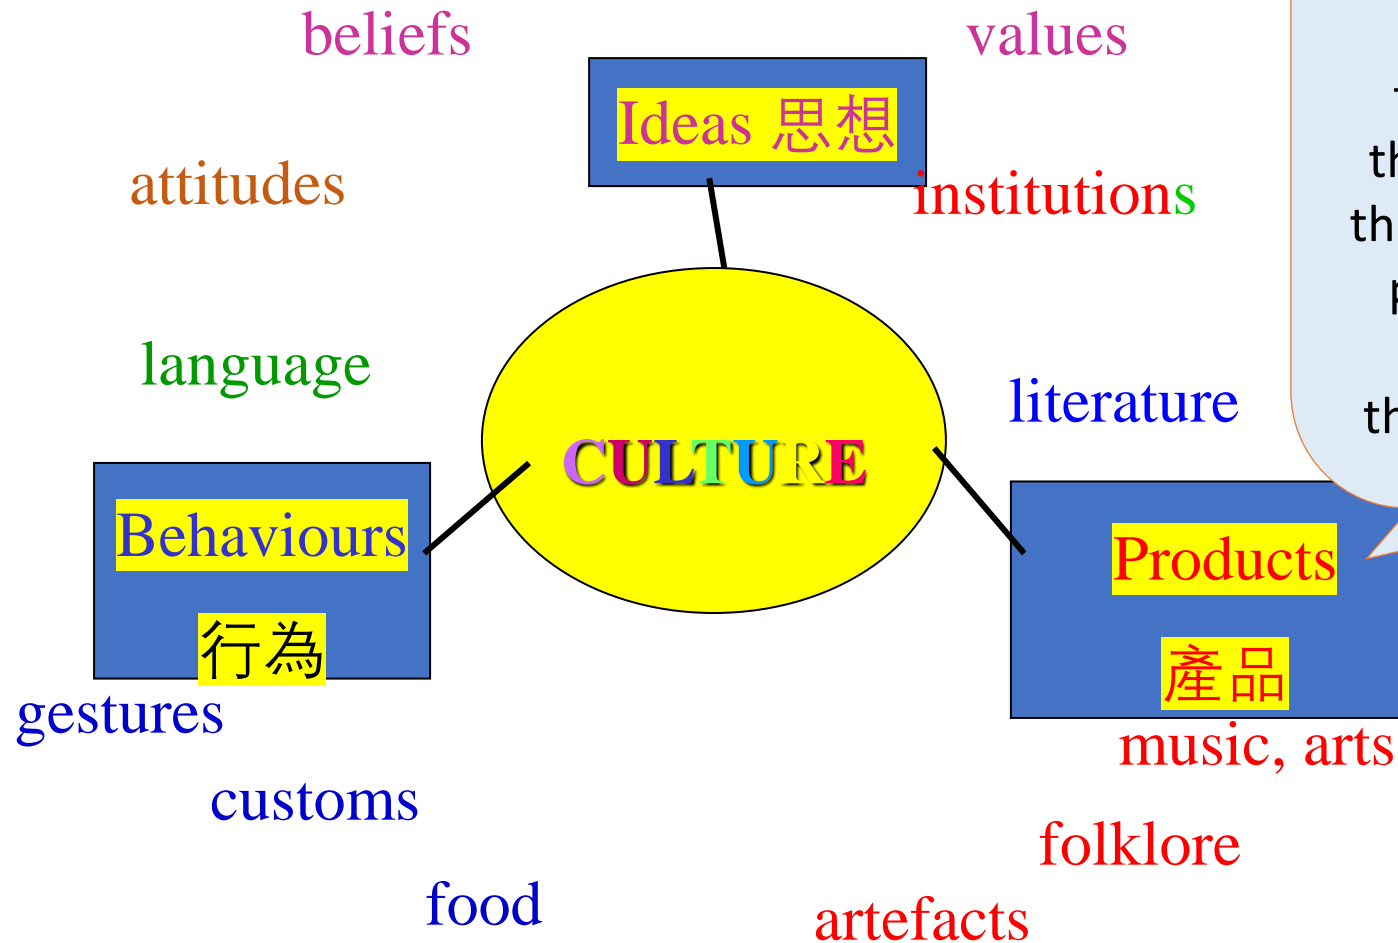 beliefs
values
Ideas 思想
attitudes
institutions
language
literature
CULTURE
Behaviours
行為
Products
產品
gestures
music, arts
customs
folklore
food
artefacts